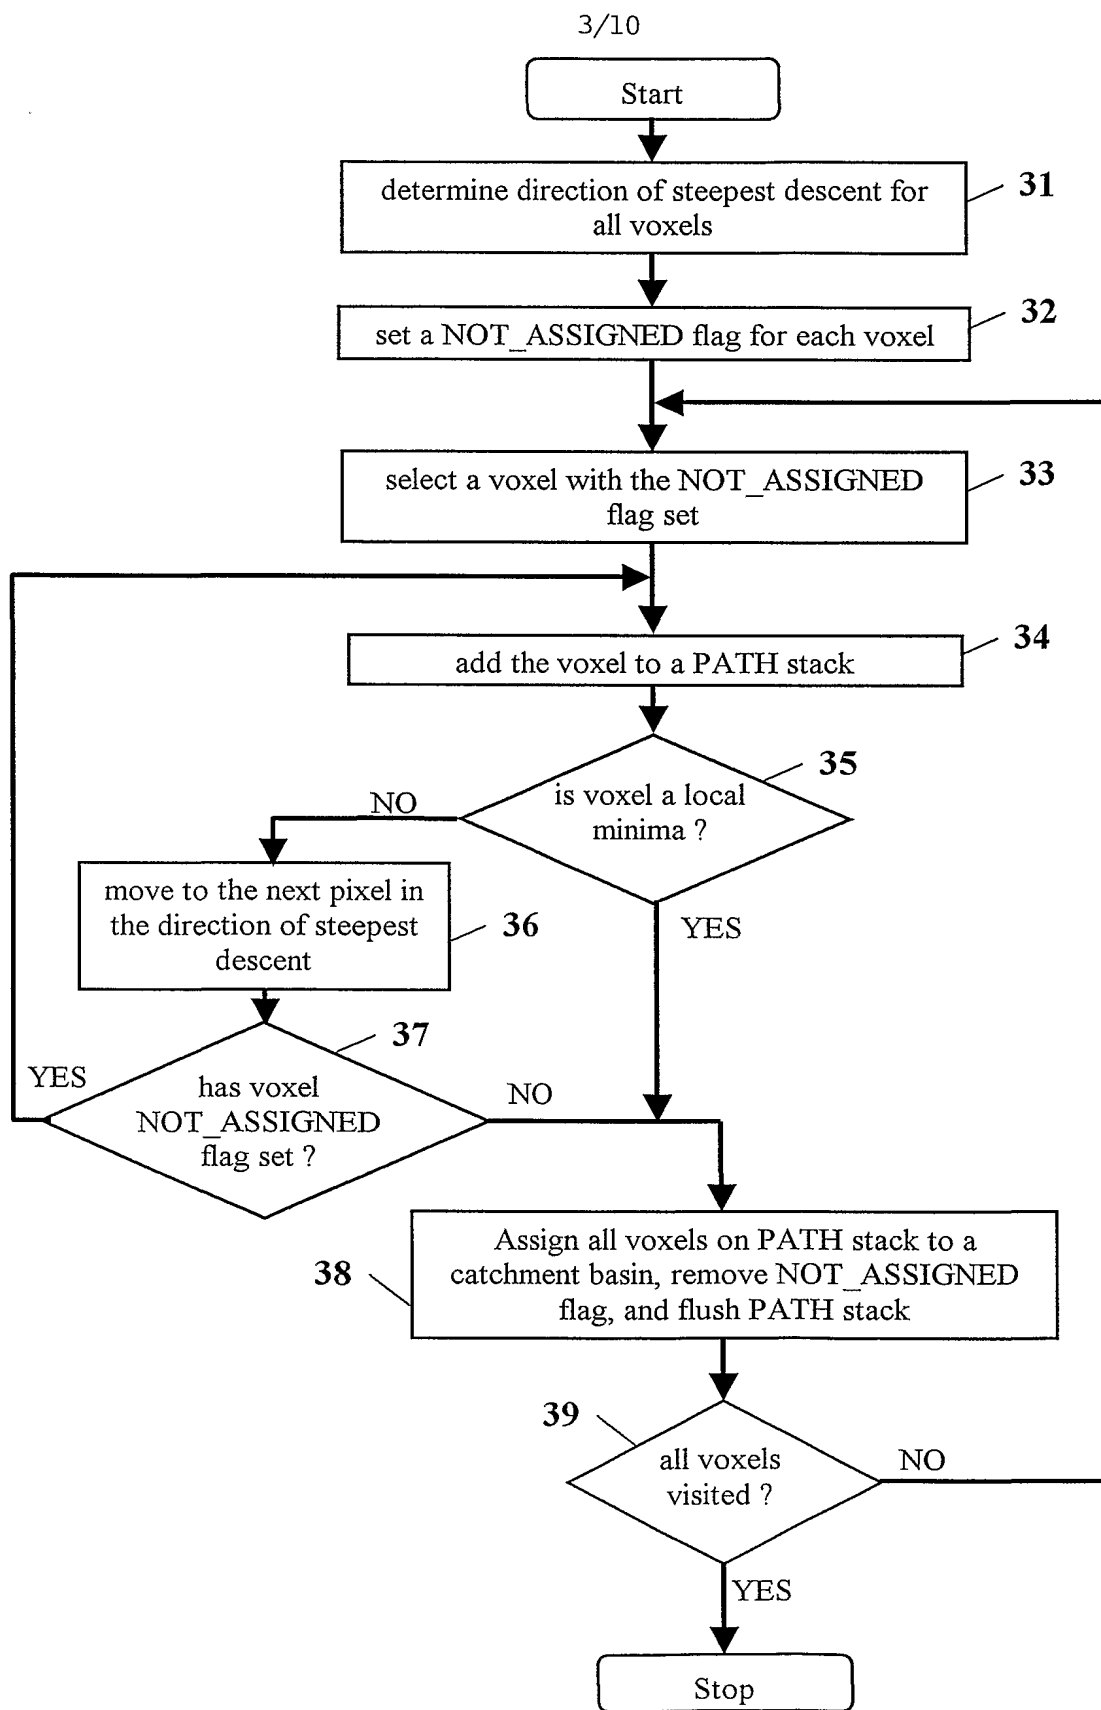 3/10
Start
determine direction of steepest descent for
all voxels
31
set a NOT_ASSIGNED flag for each voxel
32
select a voxel with the NOT_ASSIGNED
flag set
33
add the voxel to a PATH stack
34
is voxel a local
minima ?
35
NO
YES
move to the next pixel in
the direction of steepest
descent
36
has voxel
NOT_ASSIGNED
flag set ?
37
YES
NO
Assign all voxels on PATH stack to a
catchment basin, remove NOT_ASSIGNED
flag, and flush PATH stack
38
all voxels
visited ?
39
NO
YES
Stop